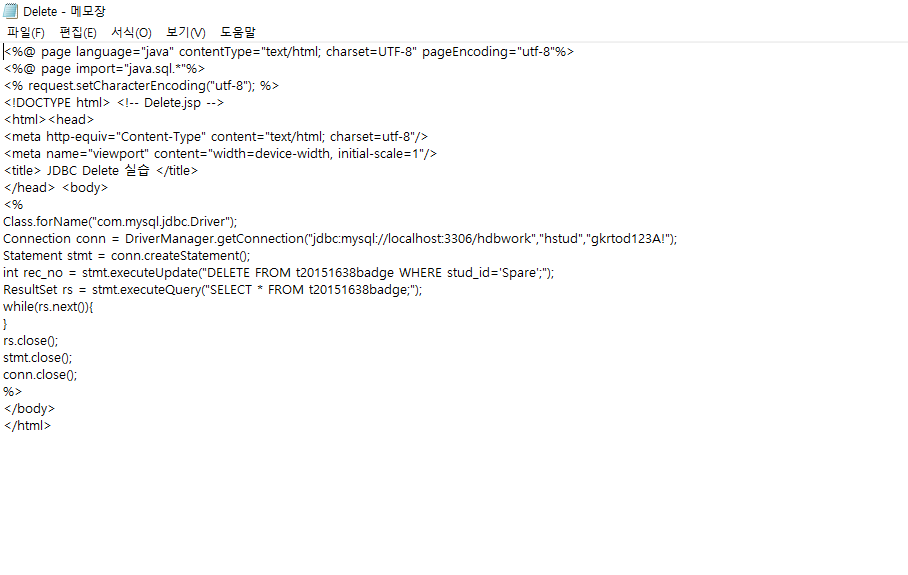 Delete - 메모장
파일(F) 편집(E) 서식(O) 보기(V) 도움말
<%@ page language="java" contentType="text/html; charset=UTF-8" pageEncoding="utf-8"%>
<%@ page import="java.sql.*"%>
<% request.setCharacterEncoding("utf-8"); %>
<!DOCTYPE html> <!-- Delete.jsp -->
<html><head>
<meta http-equiv="Content-Type" content="text/html; charset=utf-8"/>
<meta name="viewport" content="width=device-width, initial-scale=1"/>
<title> JDBC Delete 실습 </title>
</head> <body>
<%
Class.forName("com.mysql.jdbc.Driver");
Connection conn = DriverManager.getConnection("jdbc:mysql://localhost:3306/hdbwork","hstud","gkrtod123A!");
Statement stmt = conn.createStatement();
int rec_no = stmt.executeUpdate("DELETE FROM t20151638badge WHERE stud_id='Spare';");
ResultSet rs = stmt.executeQuery("SELECT * FROM t20151638badge;");
while(rs.next()){
}
rs.close();
stmt.close();
conn.close();
%>
</body>
</html>